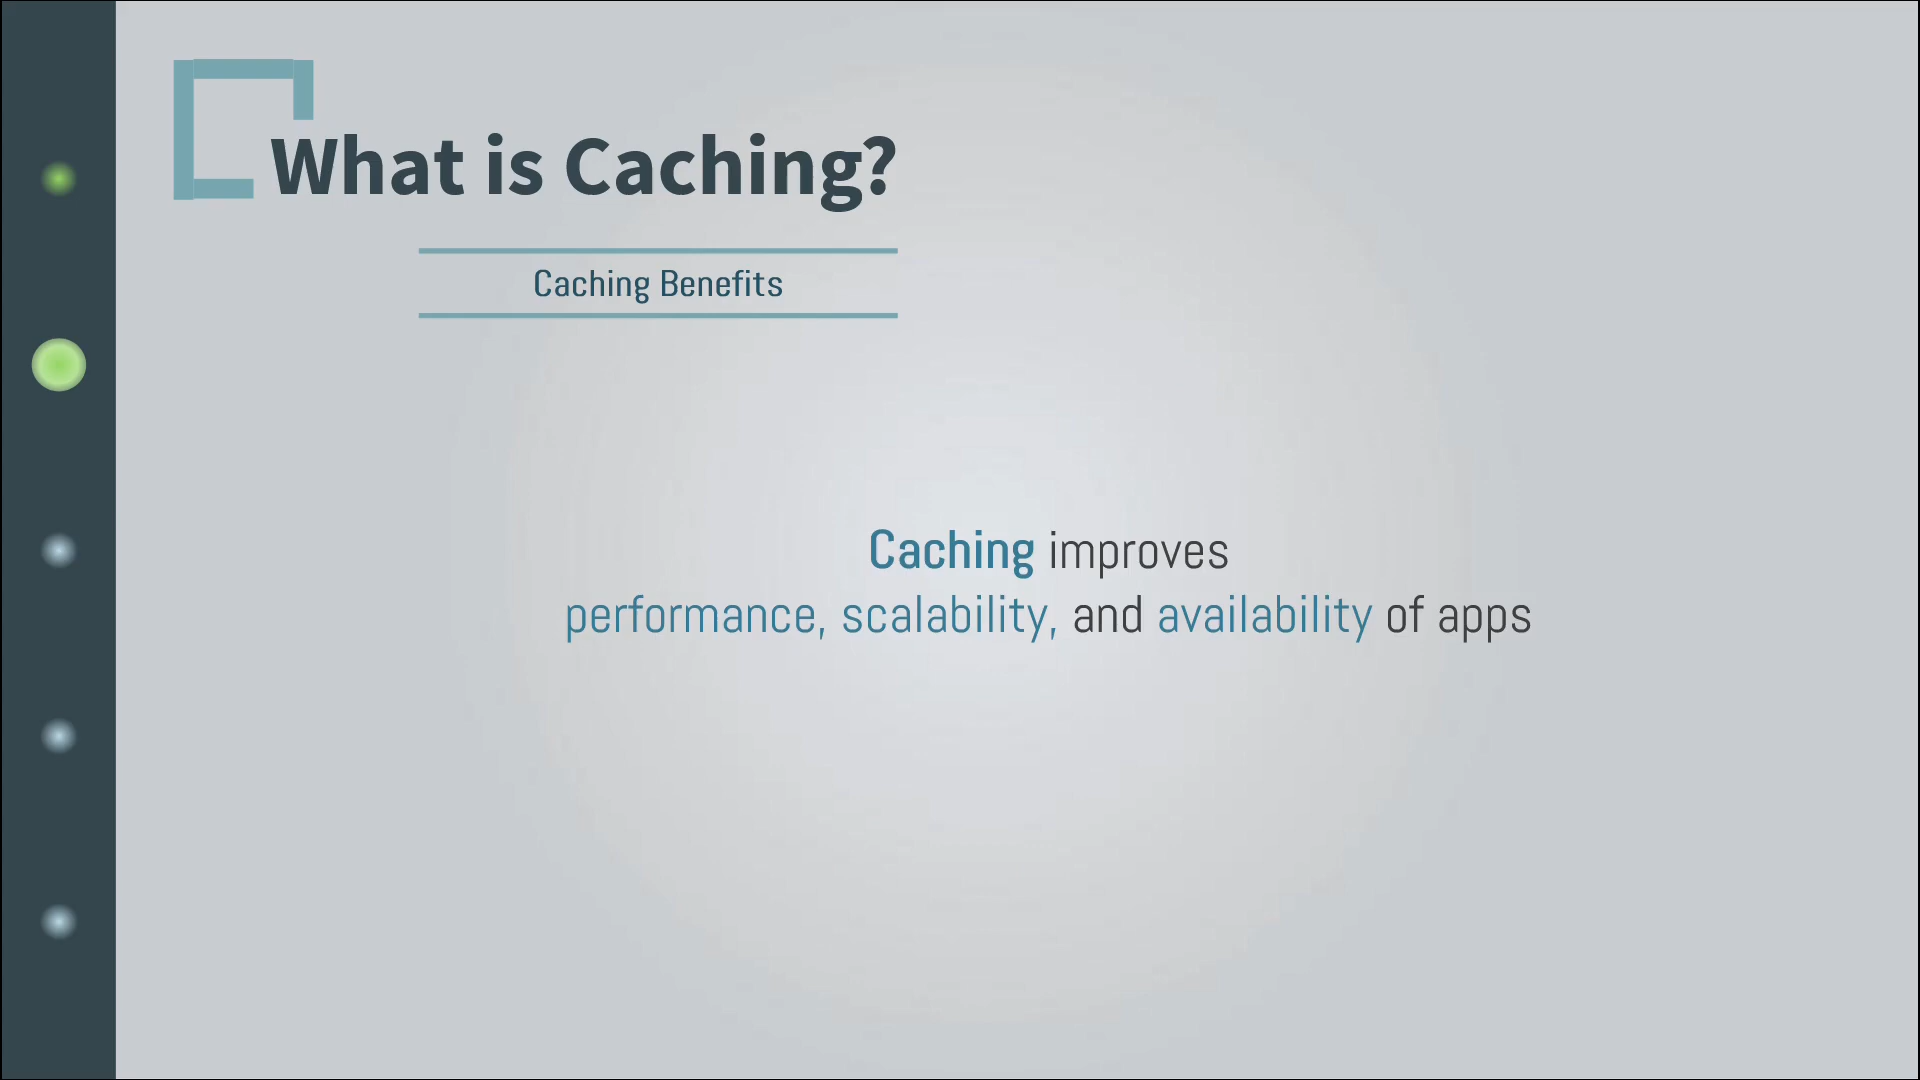 What is Caching?
Caching Benefits
Caching improves
performance, scalability, and availability of apps